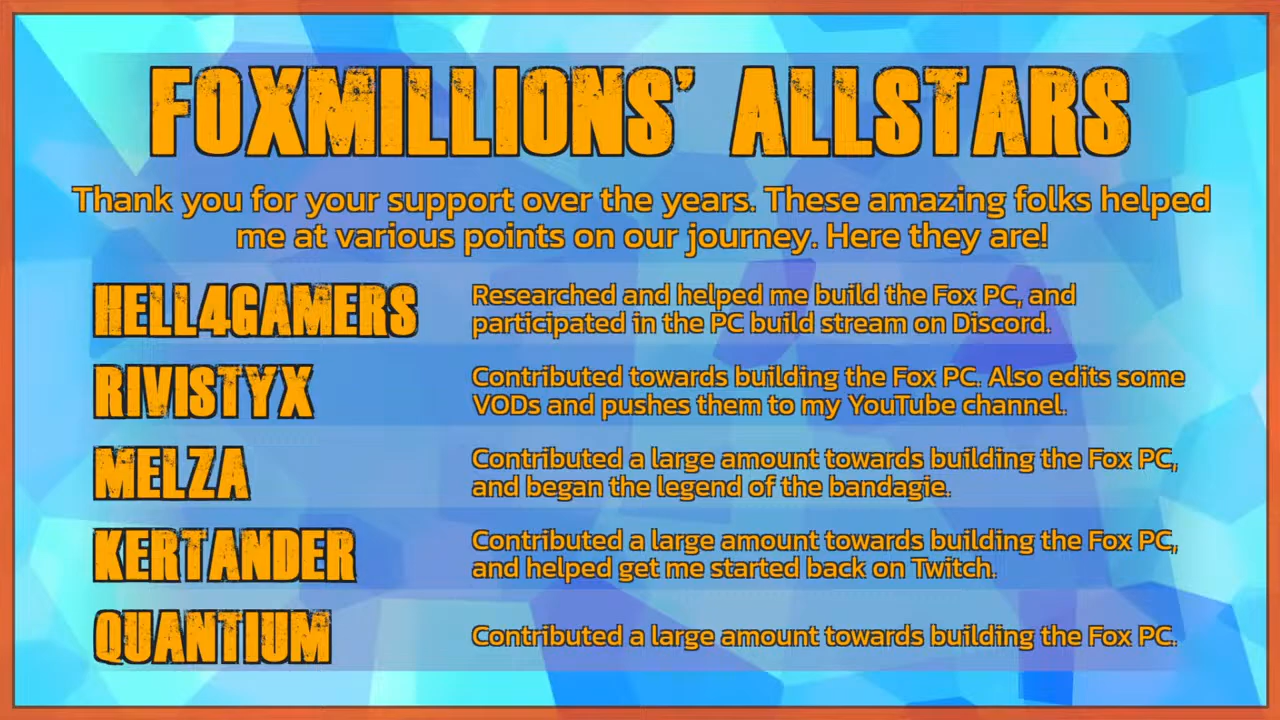 FOXMILLIONS' ALLSTARS
Thank you for your support over the years. These amazing folks helped
me at various points on our journey. Here they are!
HELL4GAMERS
Researched and helped me build the Fox PC, and
participated in the PC build stream on Discord.
RIVISTYX
Contributed towards building the Fox PC. Also edits some
VODs and pushes them to my YouTube channel.
MELZA
Contributed a large amount towards building the Fox PC,
and began the legend of the bandagie.
KERTANDER
Contributed a large amount towards building the Fox PC,
and helped get me started back on Twitch.
QUANTIUM
Contributed a large amount towards building the Fox PC.